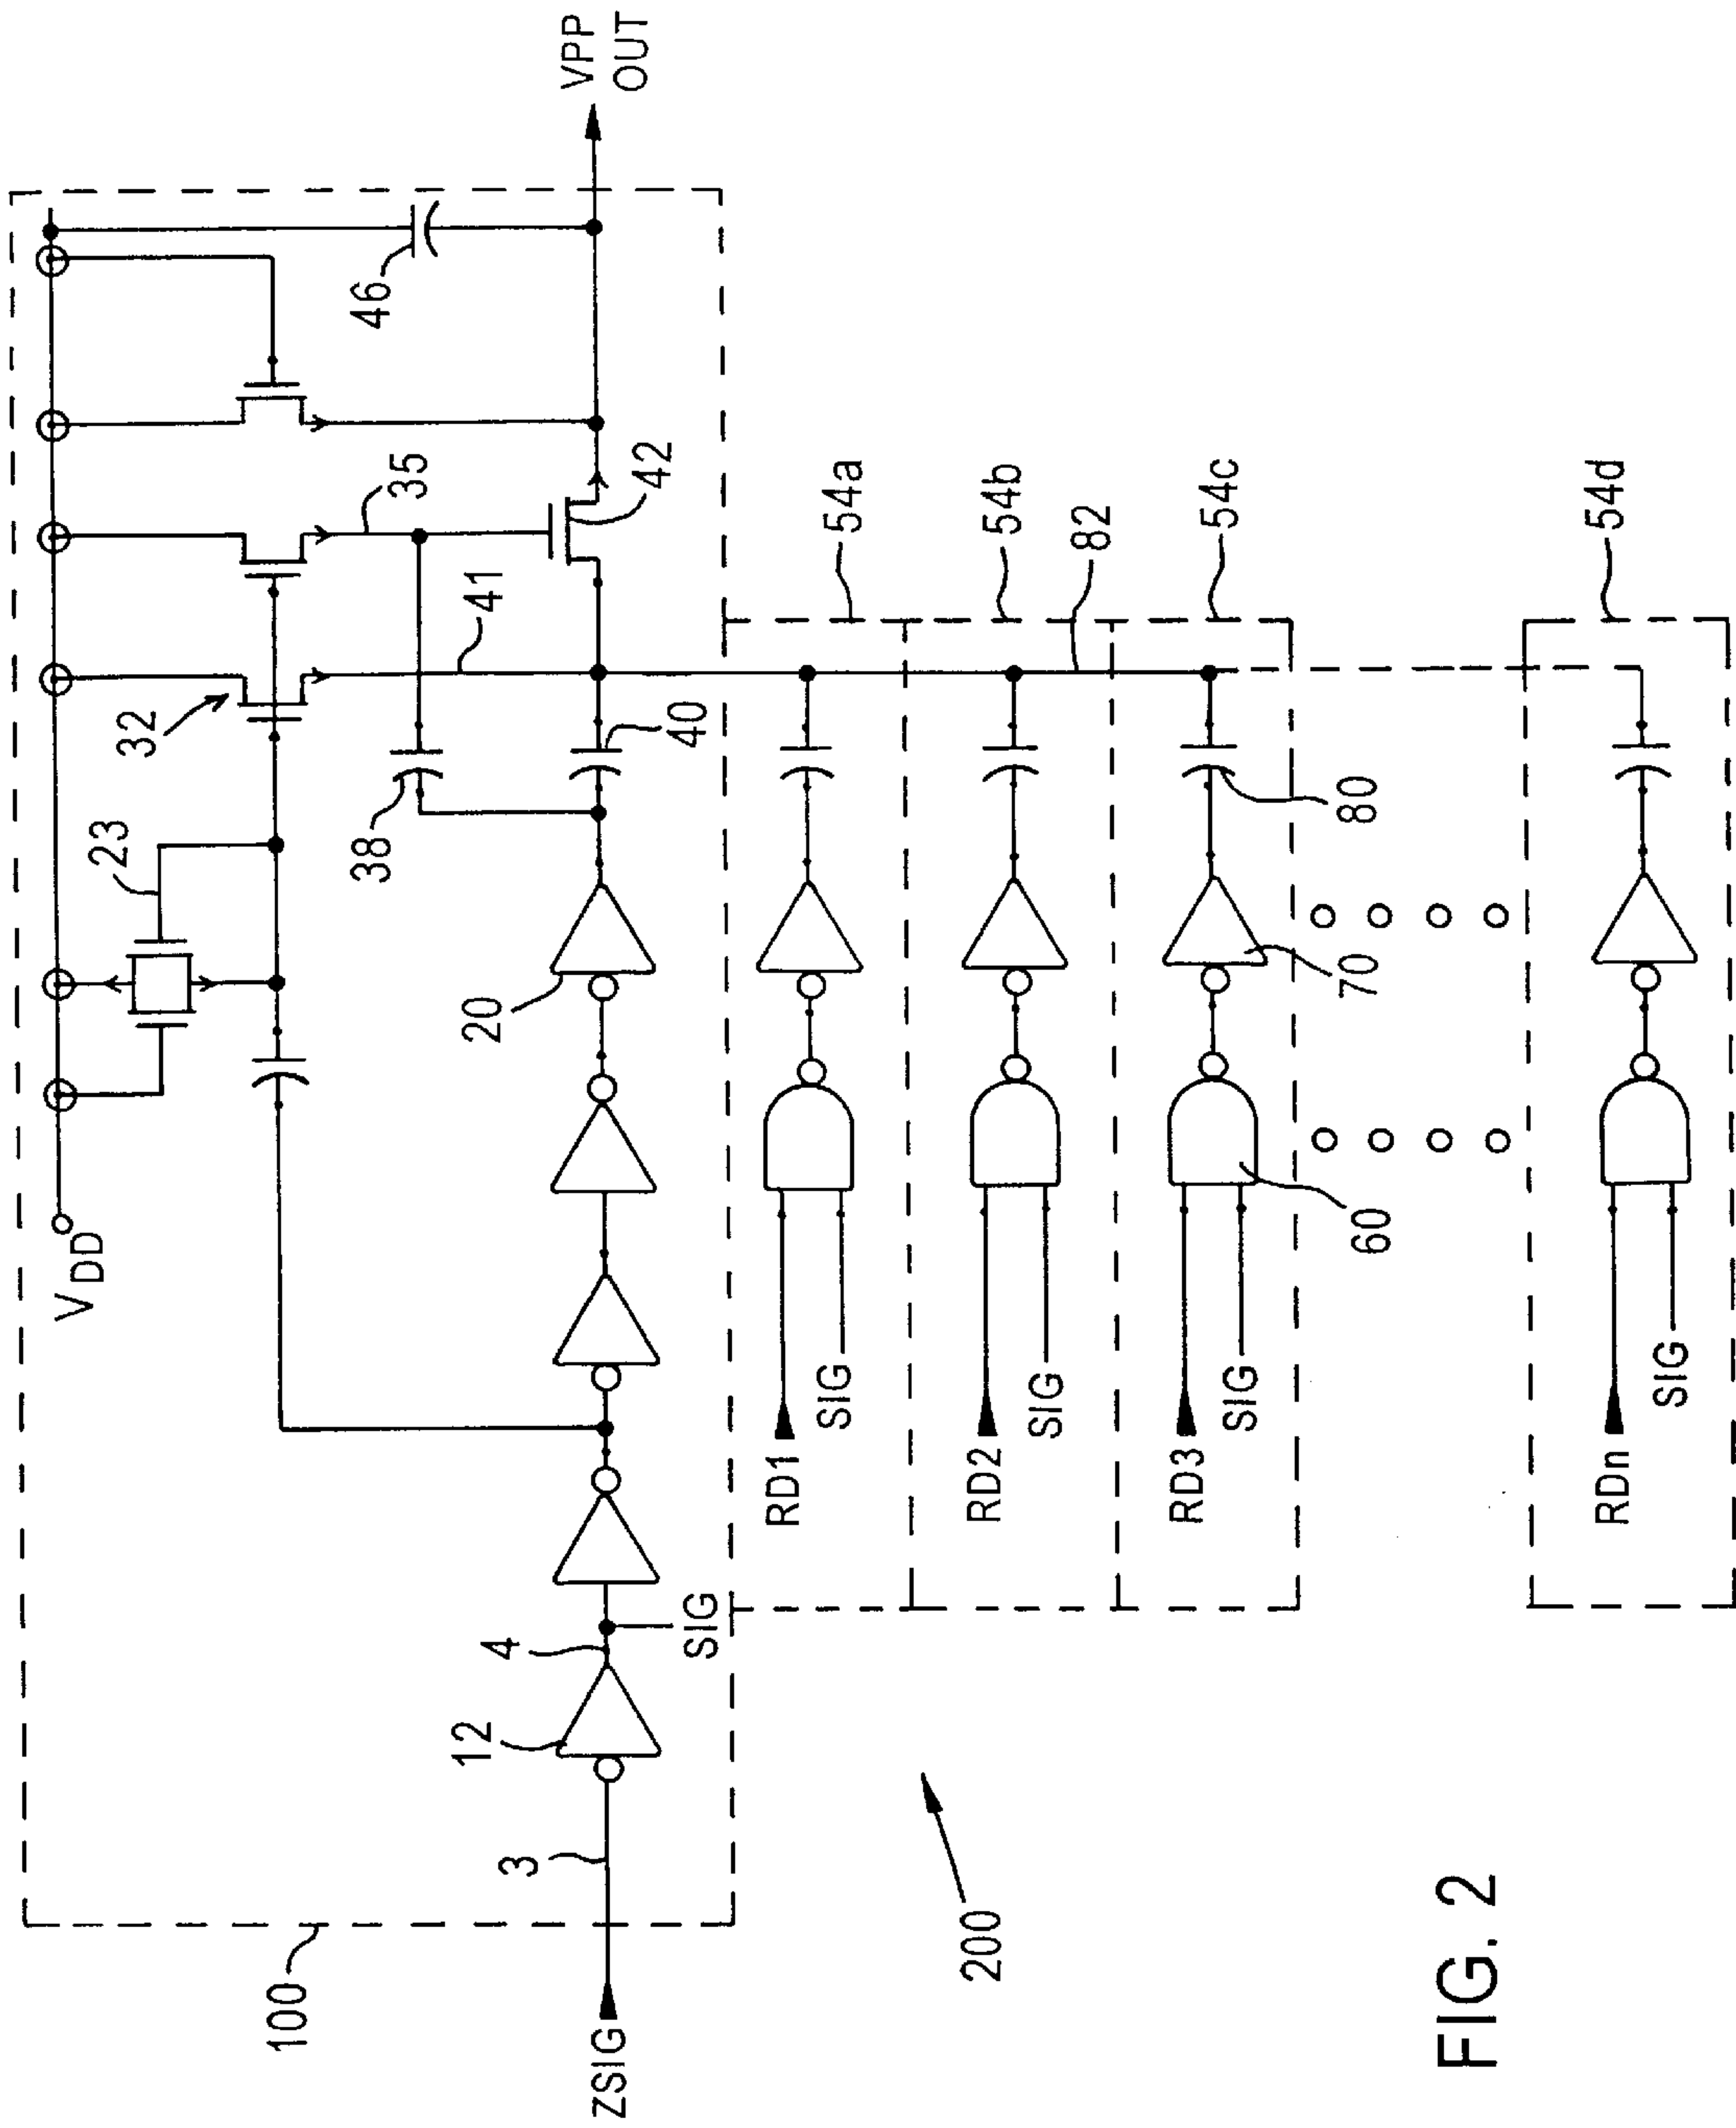 100
V DD
23
32
35
41
46
VPP
OUT
ZSIG
3
12
4
SIG
20
38
40
42
RD1
SIG
54a
RD2
SIG
54b
82
RD3
SIG
60
70
80
54c
RDn
SIG
54d
200
FIG. 2